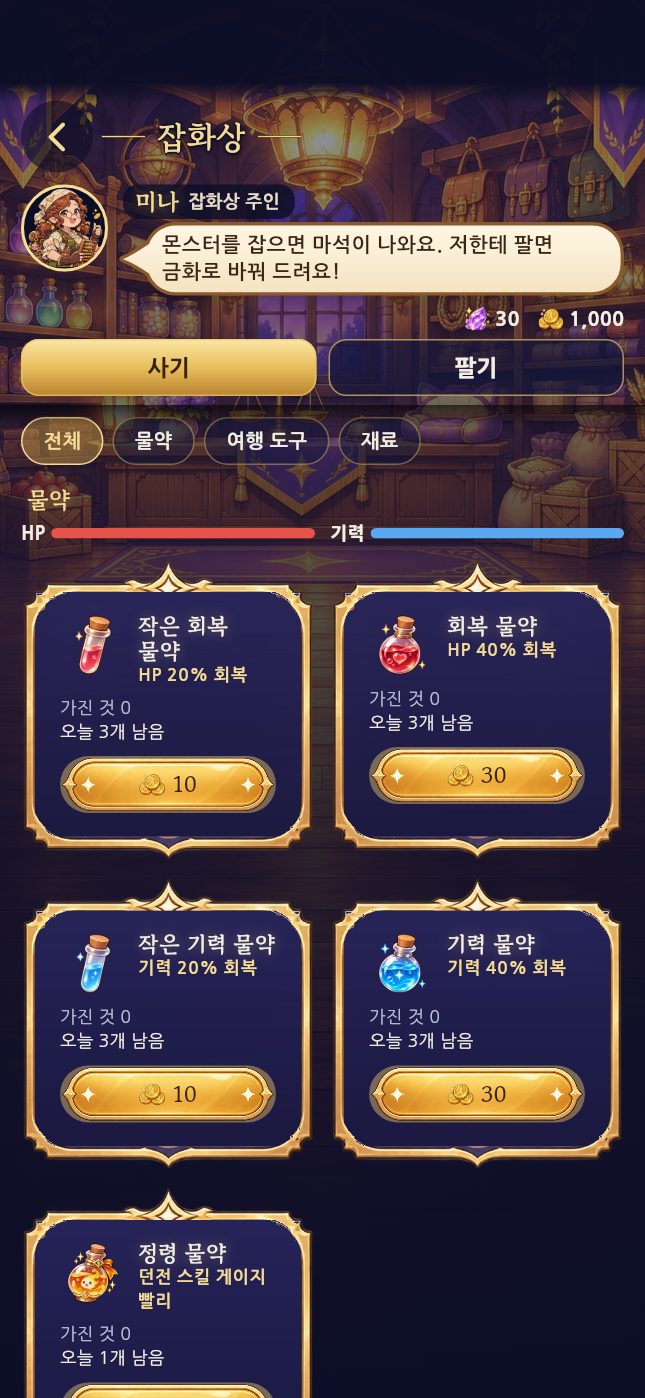 잡화상
미나 잡화상 주인
몬스터를 잡으면 마석이 나와요. 저한테 팔면
금화로 바꿔 드려요!
30 1,000
사기 팔기
전체 물약 여행 도구 재료
물약
HP 기력
작은 회복
물약
HP 20% 회복
가진 것 0
오늘 3개 남음
10
회복 물약
HP 40% 회복
가진 것 0
오늘 3개 남음
30
작은 기력 물약
기력 20% 회복
가진 것 0
오늘 3개 남음
10
기력 물약
기력 40% 회복
가진 것 0
오늘 3개 남음
30
정령 물약
던전 스킬 게이지
빨리
가진 것 0
오늘 1개 남음